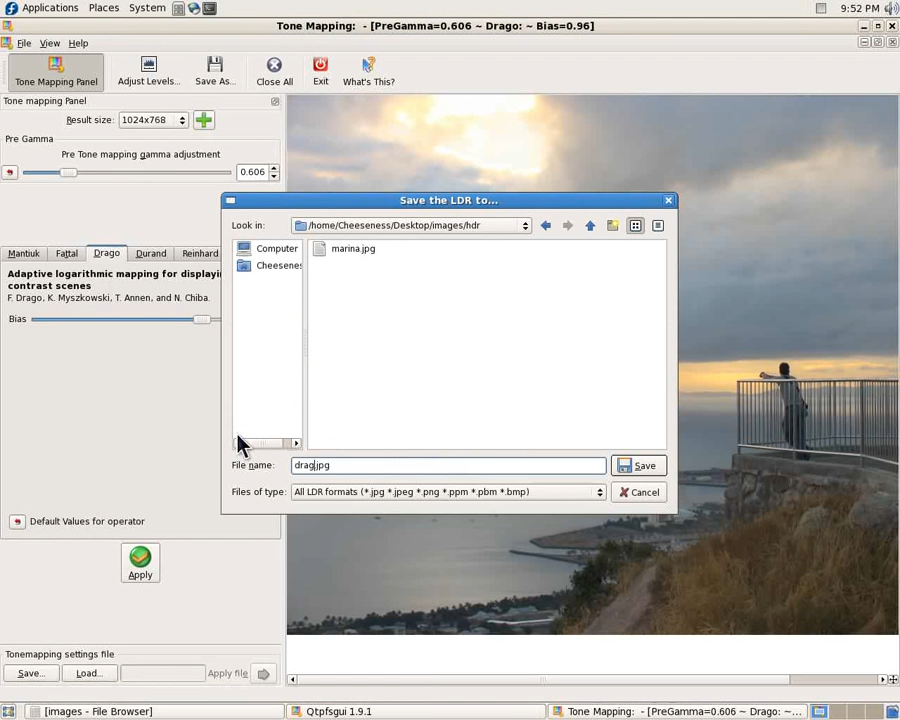 Applications Places System 9:52 PM
Tone Mapping: - [PreGamma=0.606 ~ Drago: ~ Bias=0.96]
File View Help
Tone Mapping Panel Adjust Levels... Save As... Close All Exit What's This?
Tone mapping Panel
Result size: 1024x768
Pre Gamma
Pre Tone mapping gamma adjustment
0.606
Save the LDR to...
Look in: /home/Cheeseness/Desktop/images/hdr
Computer
Cheesenes
marina.jpg
Mantiuk Fattal Drago Durand Reinhard
Adaptive logarithmic mapping for displayi
contrast scenes
F. Drago, K. Myszkowski, T. Annen, and N. Chiba.
Bias
File name: drag.jpg Save
Files of type: All LDR formats (*.jpg *.jpeg *.png *.ppm *.pbm *.bmp) Cancel
Default Values for operator
Apply
Tonemapping settings file
Save... Load... Apply file
[images - File Browser] Qtpfsgui 1.9.1 Tone Mapping: - [PreGamma=0.606 ~ Drago: ~...